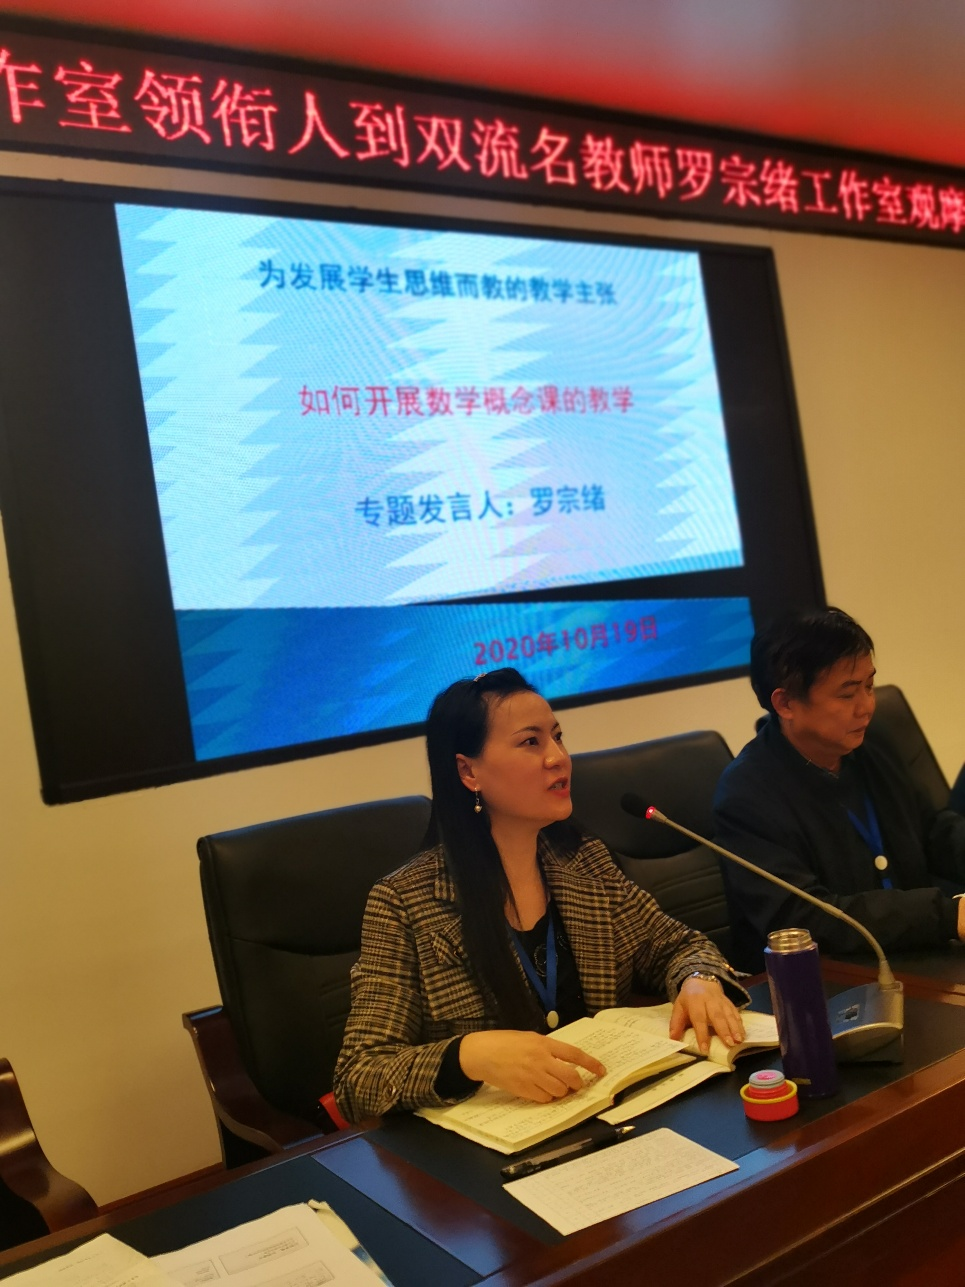 作室领衔人到双流名教师罗宗绪工作室观摩
为发展学生思维而教的教学主张
如何开展数学概念课的教学
专题发言人：罗宗绪
2020年10月19日